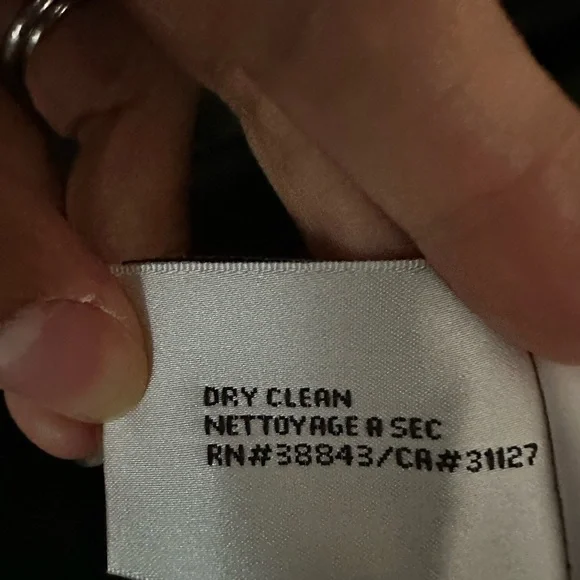 DRY CLEAN
NETTOYAGE A SEC
RN#38843/CA#31127